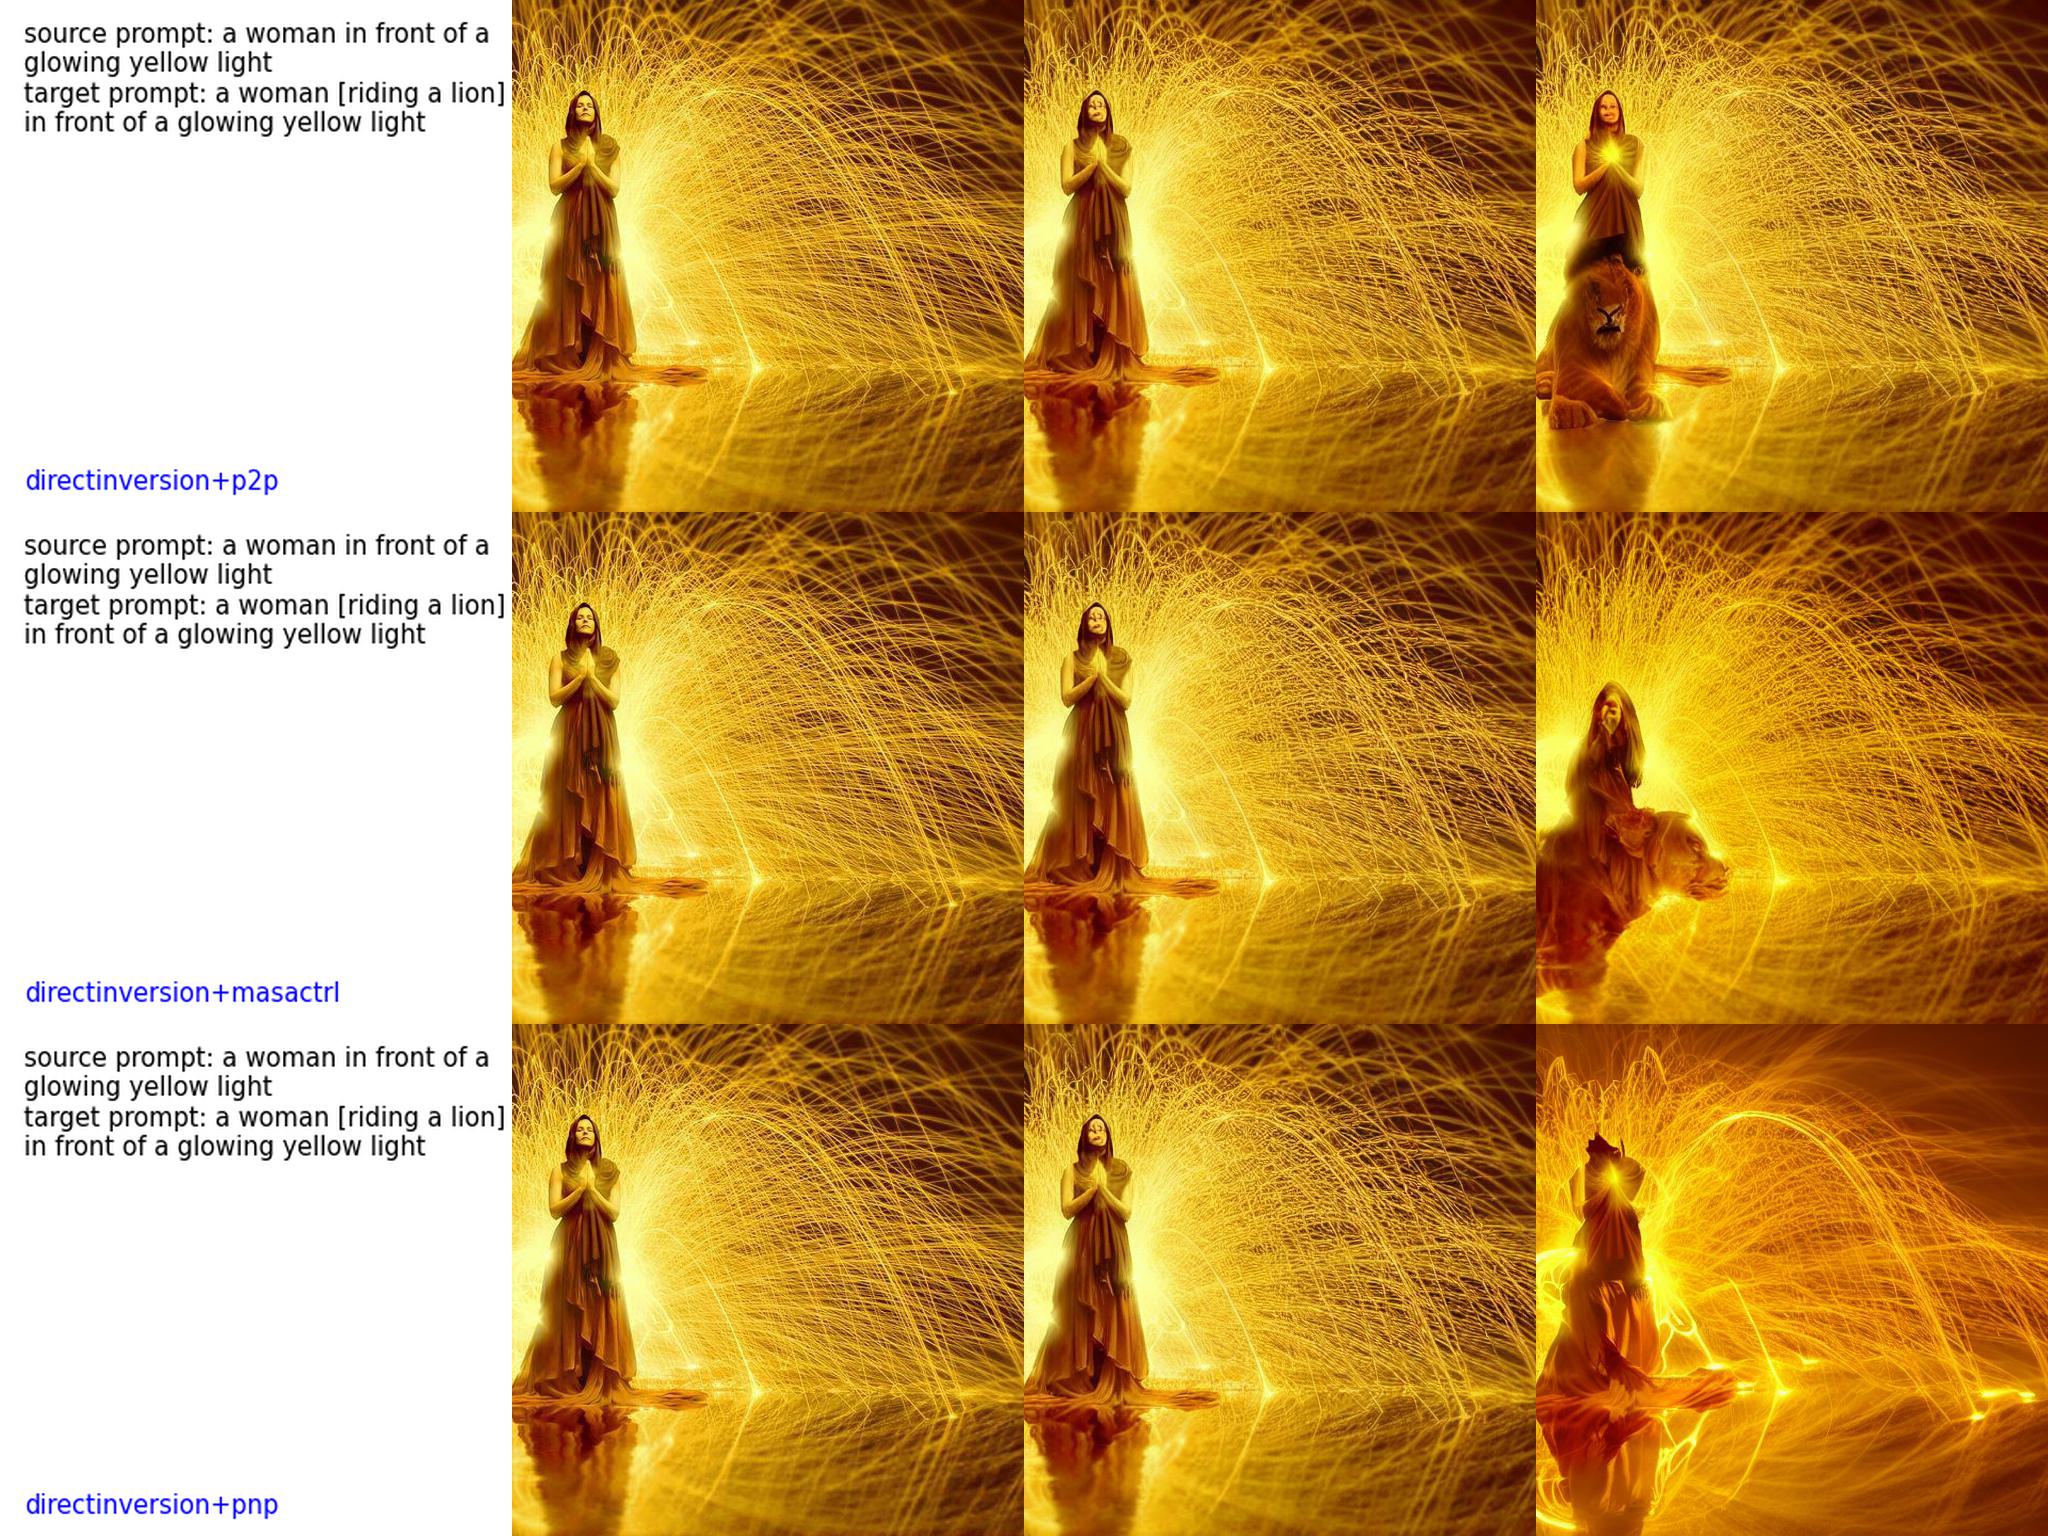 source prompt: a woman in front of a
glowing yellow light
target prompt: a woman [riding a lion]
in front of a glowing yellow light
directinversion+p2p
source prompt: a woman in front of a
glowing yellow light
target prompt: a woman [riding a lion]
in front of a glowing yellow light
directinversion+masactrl
source prompt: a woman in front of a
glowing yellow light
target prompt: a woman [riding a lion]
in front of a glowing yellow light
directinversion+pnp